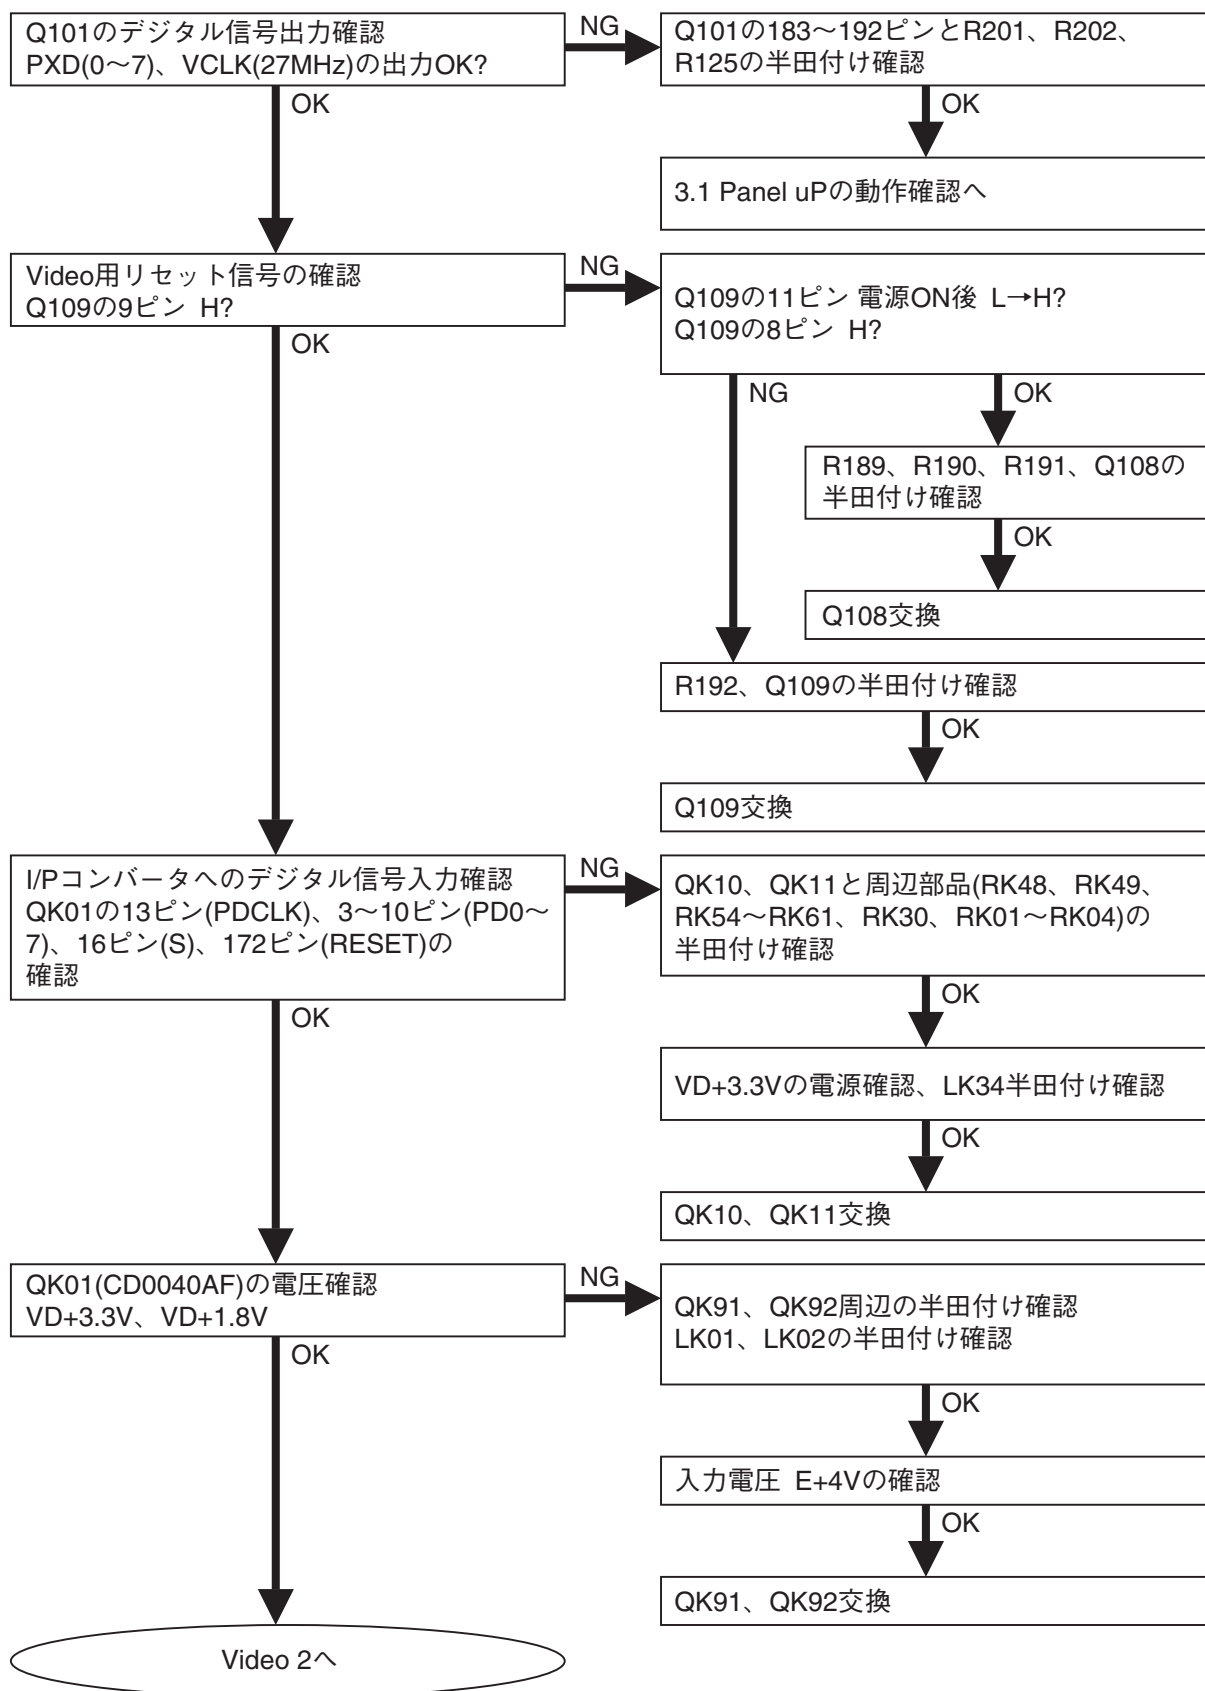 Q101のデジタル信号出力確認
PXD(0～7)、VCLK(27MHz)の出力OK?
NG
Q101の183～192ピンとR201、R202、
R125の半田付け確認
OK
OK
3.1 Panel uPの動作確認へ
Video用リセット信号の確認
Q109の9ピン H?
NG
Q109の11ピン 電源ON後 L→H?
Q109の8ピン H?
OK
NG
OK
R189、R190、R191、Q108の
半田付け確認
OK
Q108交換
R192、Q109の半田付け確認
OK
Q109交換
I/Pコンバータへのデジタル信号入力確認
QK01の13ピン(PDCLK)、3～10ピン(PD0～
7)、16ピン(S)、172ピン(RESET)の
確認
NG
QK10、QK11と周辺部品(RK48、RK49、
RK54～RK61、RK30、RK01～RK04)の
半田付け確認
OK
OK
VD+3.3Vの電源確認、LK34半田付け確認
OK
QK10、QK11交換
QK01(CD0040AF)の電圧確認
VD+3.3V、VD+1.8V
NG
QK91、QK92周辺の半田付け確認
LK01、LK02の半田付け確認
OK
OK
入力電圧 E+4Vの確認
OK
QK91、QK92交換
Video 2へ